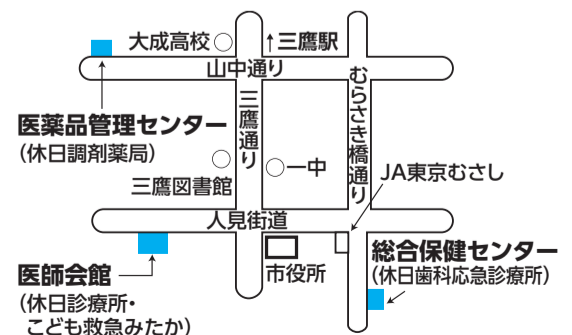 大成高校
↑三鷹駅
山中通り
医薬品管理センター
(休日調剤薬局)
三鷹通り
むらさき橋通り
一中
三鷹図書館
JA東京むさし
人見街道
医師会館
(休日診療所・
こども救急みたか)
市役所
総合保健センター
(休日歯科応急診療所)